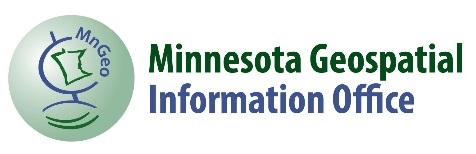 MnGeo
Minnesota Geospatial
Information Office